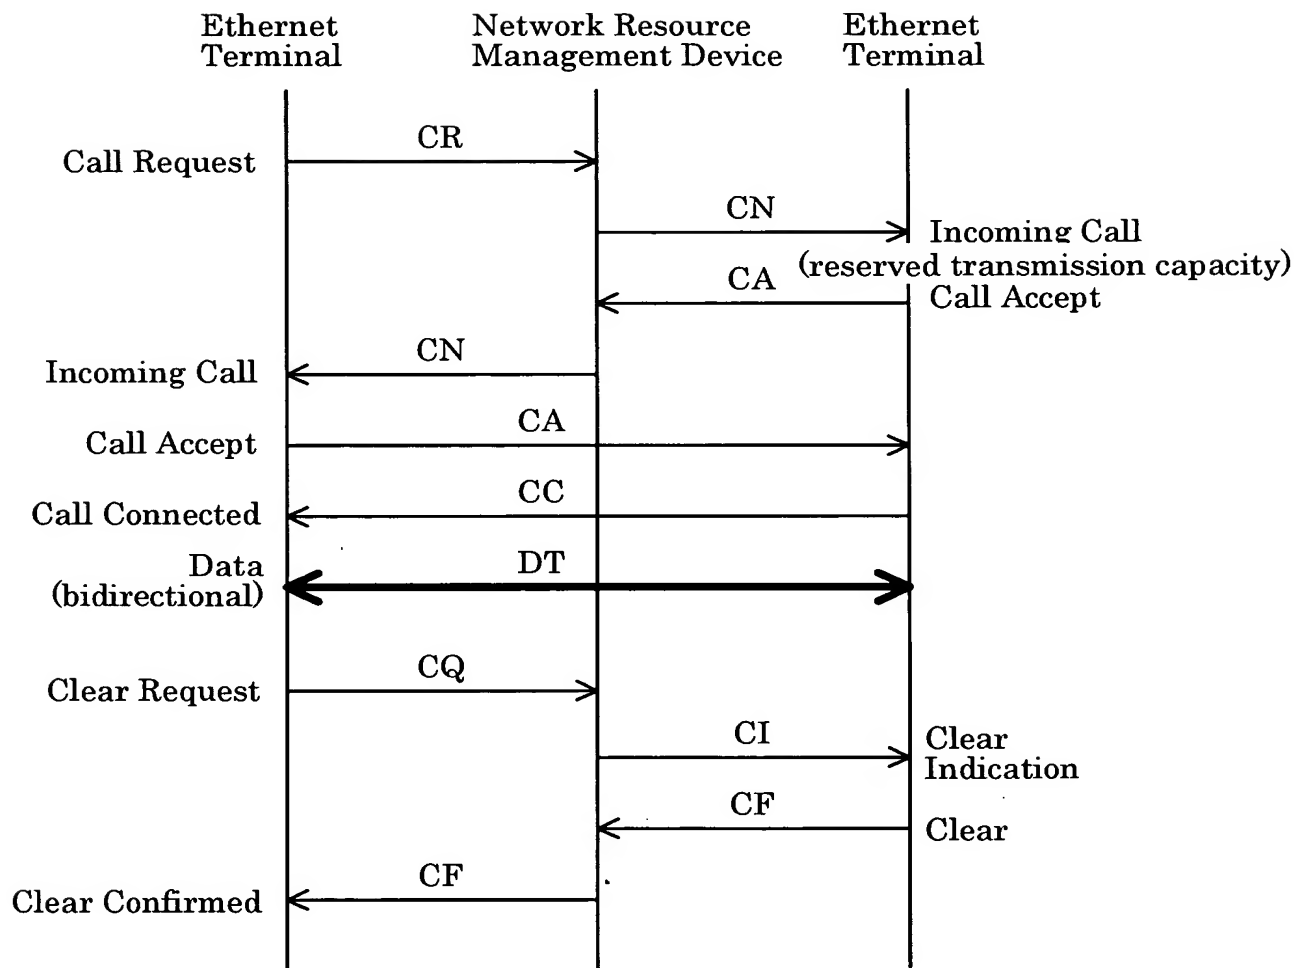 Ethernet
Terminal
Network Resource
Management Device
Ethernet
Terminal
CR
Call Request
CN
Incoming Call
(reserved transmission capacity)
CA
Call Accept
CN
Incoming Call
CA
Call Accept
CC
Call Connected
DT
Data
(bidirectional)
CQ
Clear Request
CI
Clear
Indication
CF
Clear
CF
Clear Confirmed